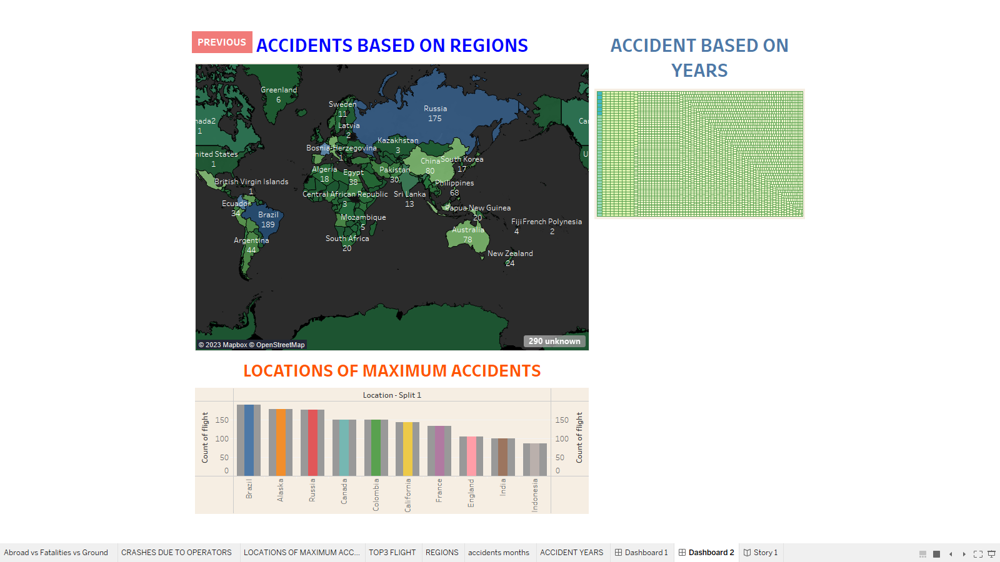 PREVIOUS
ACCIDENTS BASED ON REGIONS
ACCIDENT BASED ON
YEARS
Greenland
6
Sweden
11
Russia
175
nada2
1
Latvia
2
Kazakhstan
3
Bosnia-Herzegovina
1
nited States
1
Ca
U
China
80
South Korea
17
Algeria
18
Egypt
38
Pakistan
30
British Virgin Islands
1
Philippines
68
Central African Republic
3
Sri Lanka
13
Ecuador
34
Brazil
189
Papua New Guinea
20
Mozambique
5
Fiji
4
French Polynesia
2
Australia
78
Argentina
44
South Africa
20
New Zealand
24
© 2023 Mapbox © OpenStreetMap
290 unknown
LOCATIONS OF MAXIMUM ACCIDENTS
Location - Split 1
Count of flight
150
100
50
0
150
100
50
0
Count of flight
Brazil
Alaska
Russia
Canada
Colombia
California
France
England
India
Indonesia
Abroad vs Fatalities vs Ground
CRASHES DUE TO OPERATORS
LOCATIONS OF MAXIMUM ACC...
TOP3 FLIGHT
REGIONS
accidents months
ACCIDENT YEARS
Dashboard 1
Dashboard 2
Story 1